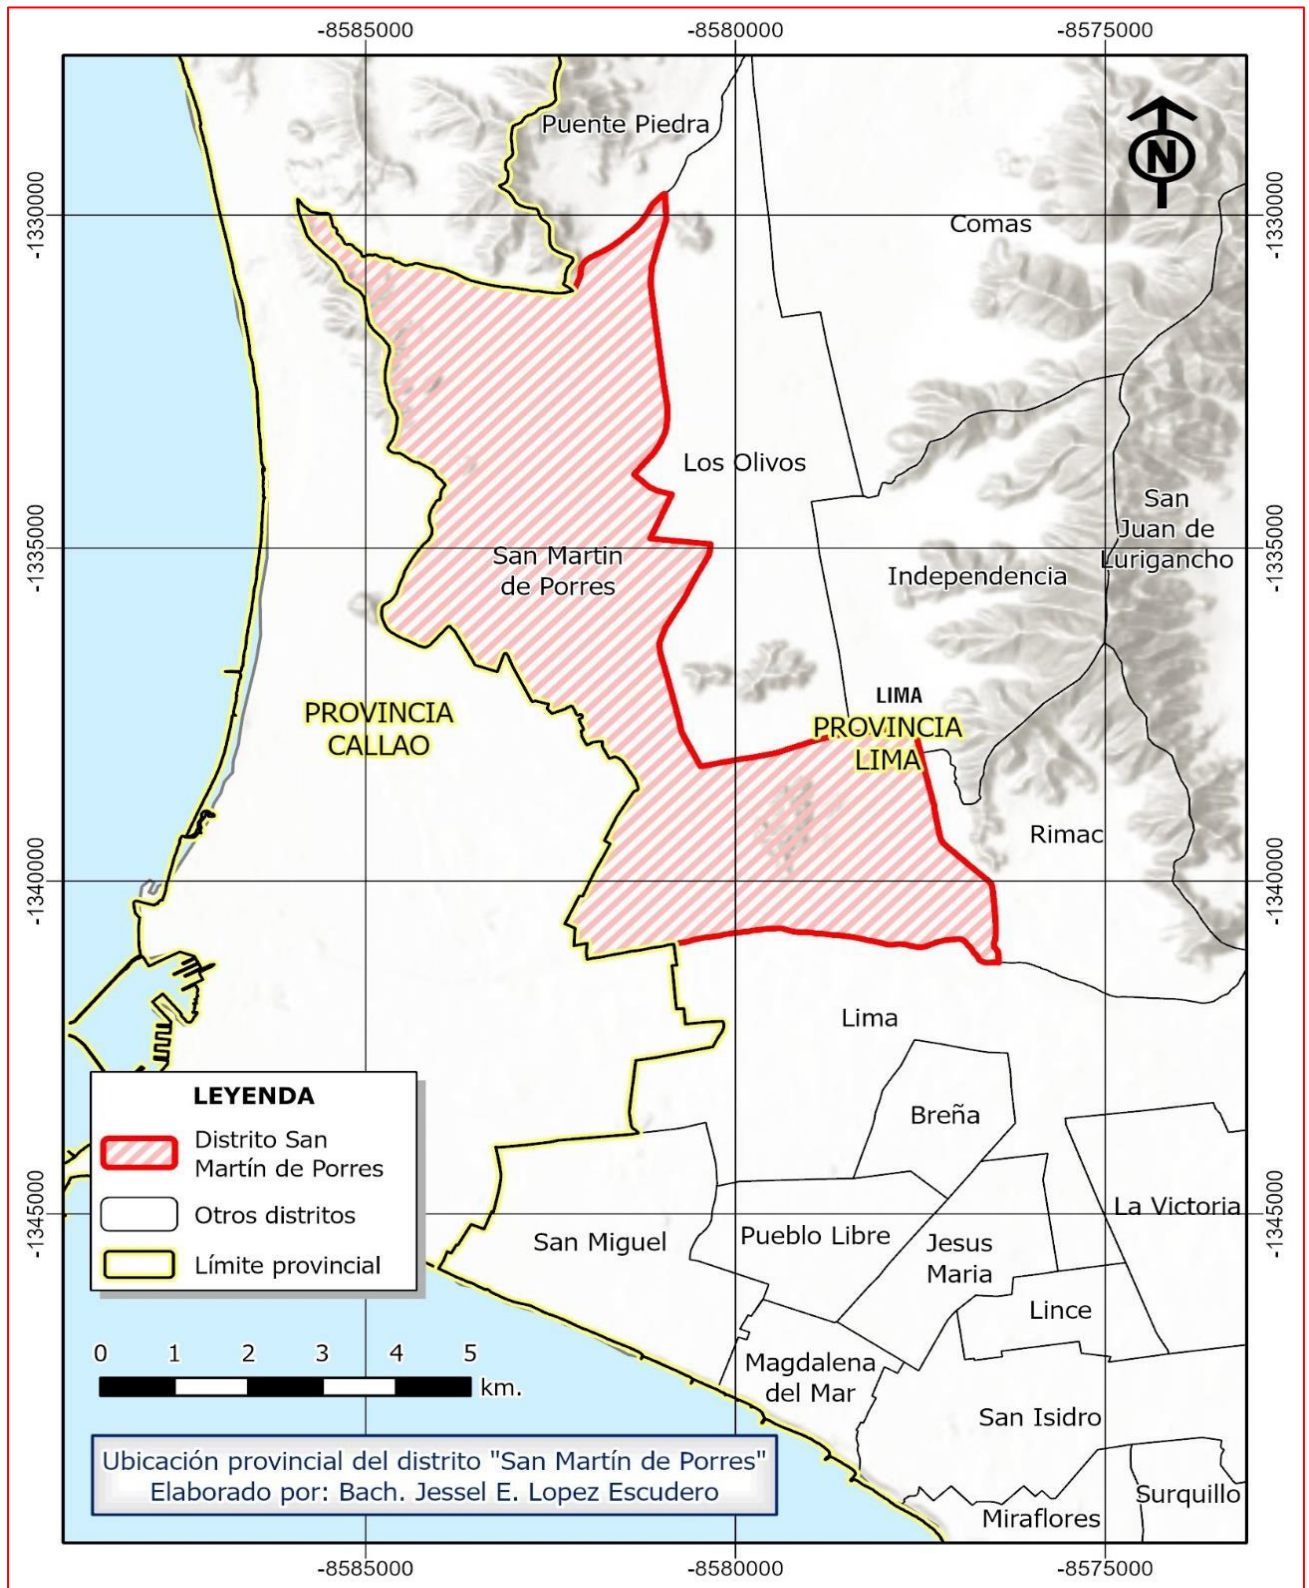 -8585000
-8580000
-8575000
Puente Piedra
N
-1330000
-1330000
Comas
Los Olivos
San
Juan de
Lurigancho
-1335000
-1335000
San Martin
de Porres
Independencia
LIMA
PROVINCIA
CALLAO
PROVINCIA
LIMA
Rimac
-1340000
-1340000
Lima
Breña
La Victoria
-1345000
-1345000
San Miguel
Pueblo Libre
Jesus
Maria
Lince
Magdalena
del Mar
San Isidro
Surquillo
Miraflores
LEYENDA
Distrito San
Martín de Porres
Otros distritos
Límite provincial
0 1 2 3 4 5
km.
Ubicación provincial del distrito "San Martín de Porres"
Elaborado por: Bach. Jessel E. Lopez Escudero
-8585000
-8580000
-8575000